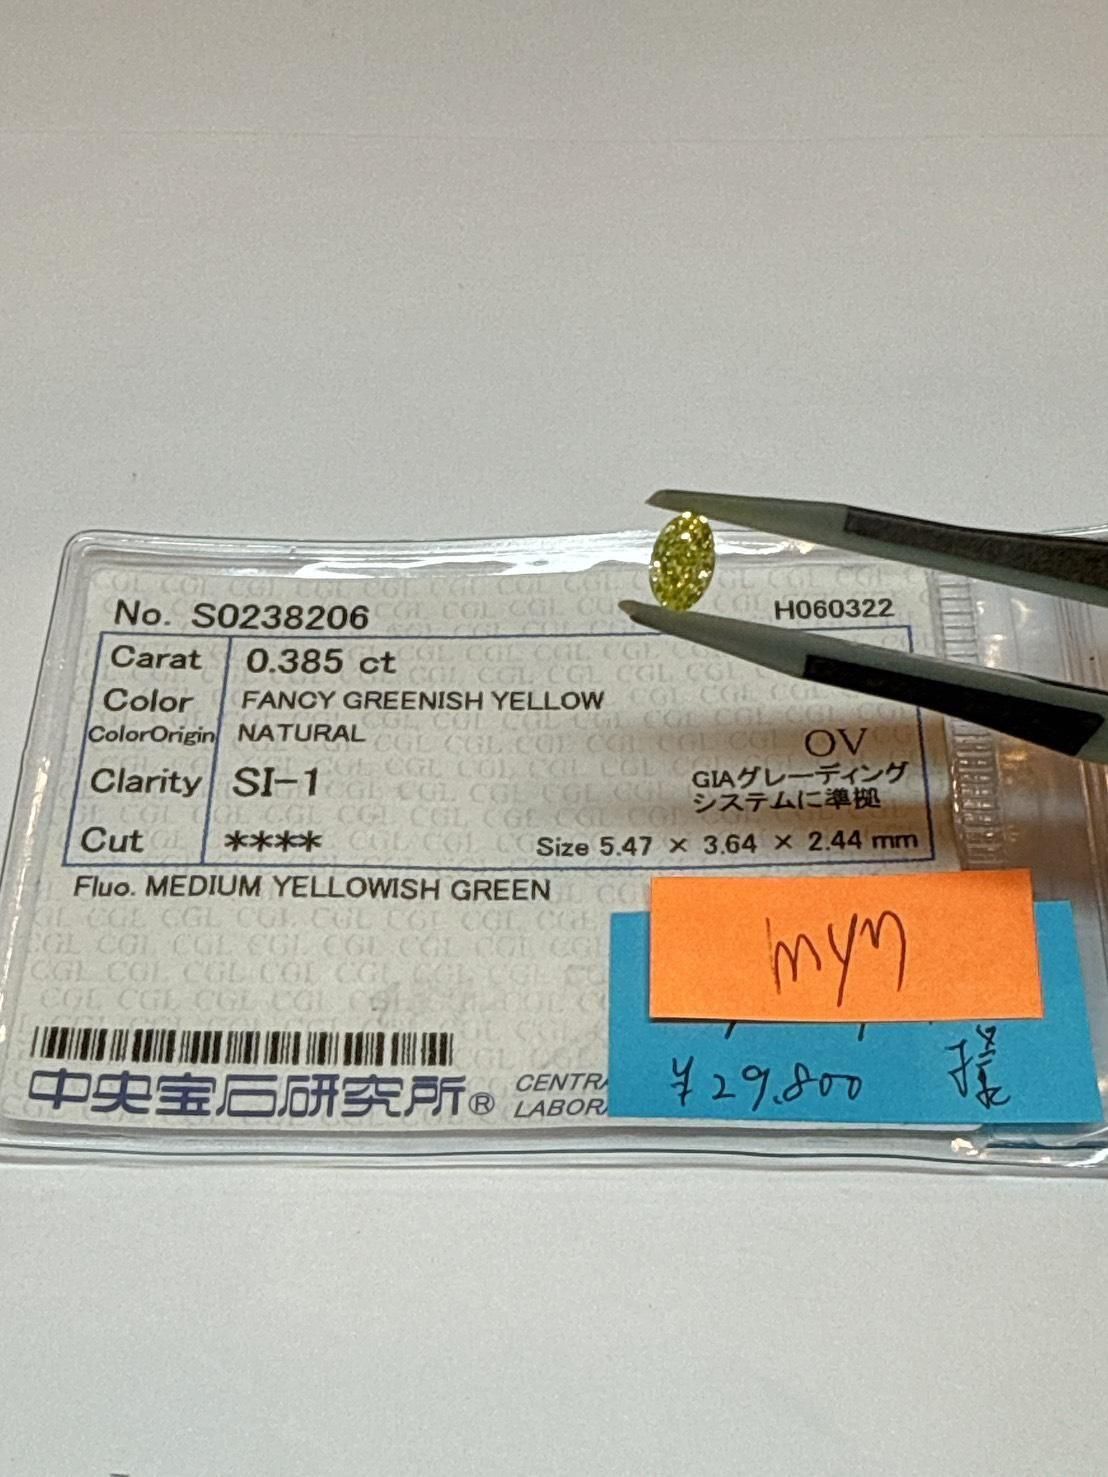 No. S0238206
H060322
Carat 0.385 ct
Color FANCY GREENISH YELLOW
ColorOrigin NATURAL
OV
Clarity SI-1
GIAグレーディング
システムに準拠
Cut ****
Size 5.47 × 3.64 × 2.44 mm
Fluo. MEDIUM YELLOWISH GREEN
myn
¥29,800
中央宝石研究所®
CENTRA
LABOR